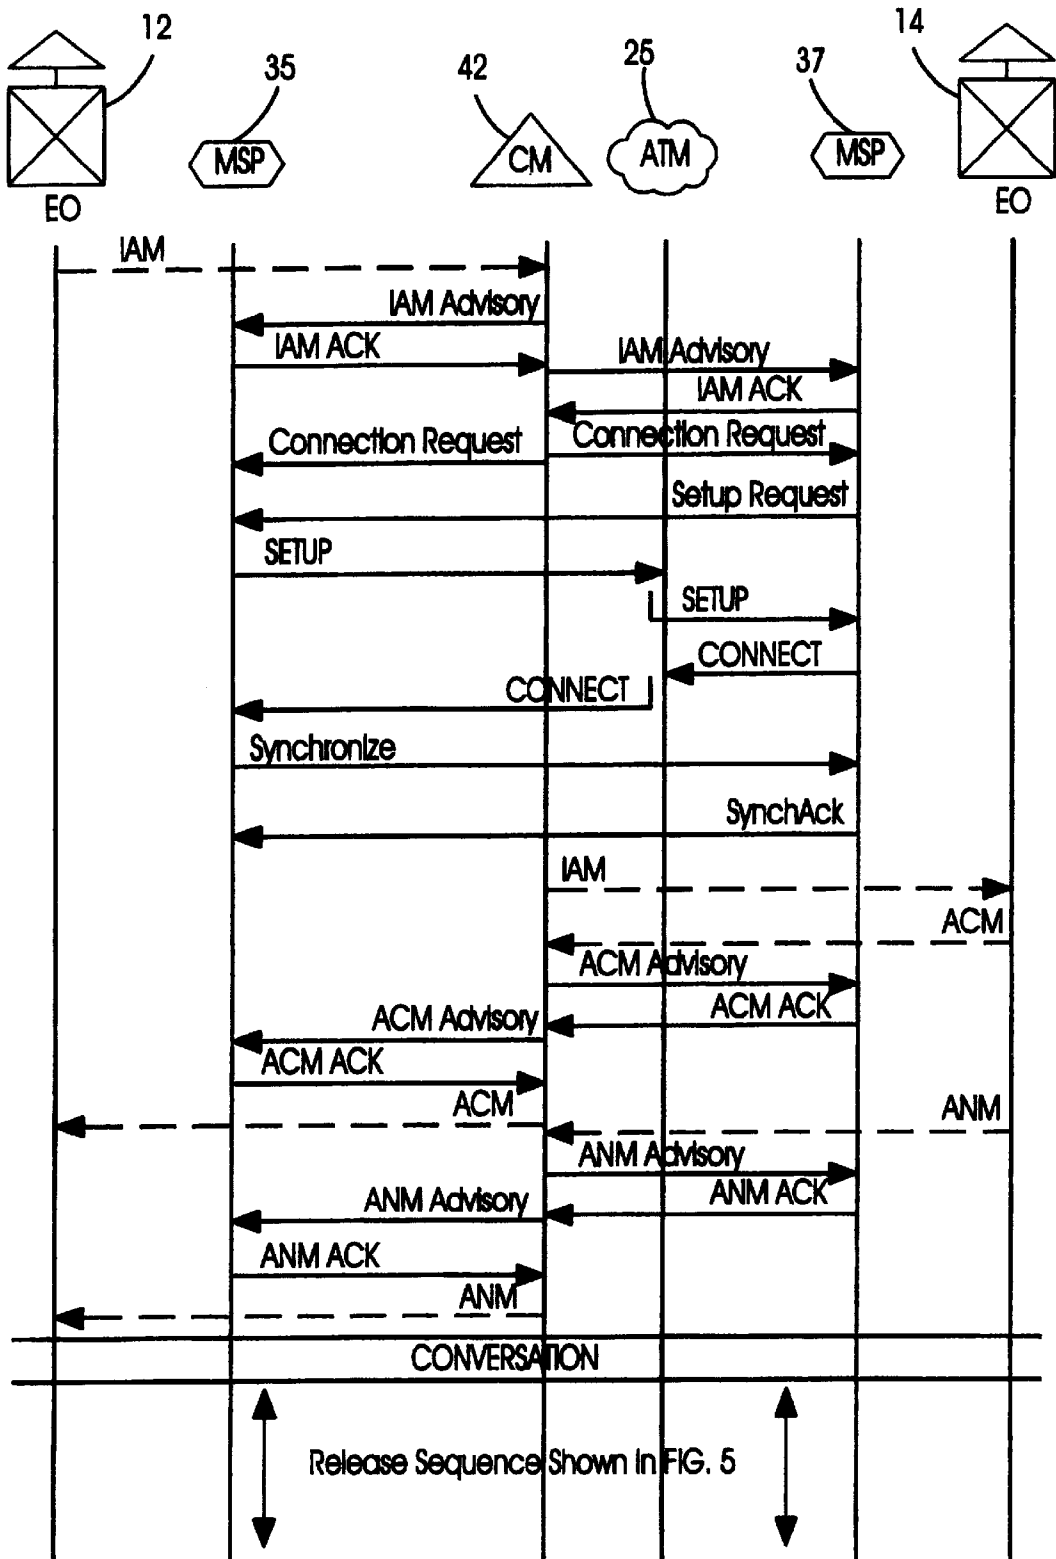 12
35
42
25
37
14
MSP
CM
ATM
MSP
EO
EO
IAM
IAM Advisory
IAM ACK
IAM Advisory
IAM ACK
Connection Request
Connection Request
Setup Request
SETUP
SETUP
CONNECT
CONNECT
Synchronize
SynchAck
IAM
ACM
ACM Advisory
ACM ACK
ACM Advisory
ACM ACK
ACM
ANM
ANM Advisory
ANM ACK
ANM Advisory
ANM ACK
ANM
CONVERSATION
Release Sequence Shown in FIG. 5